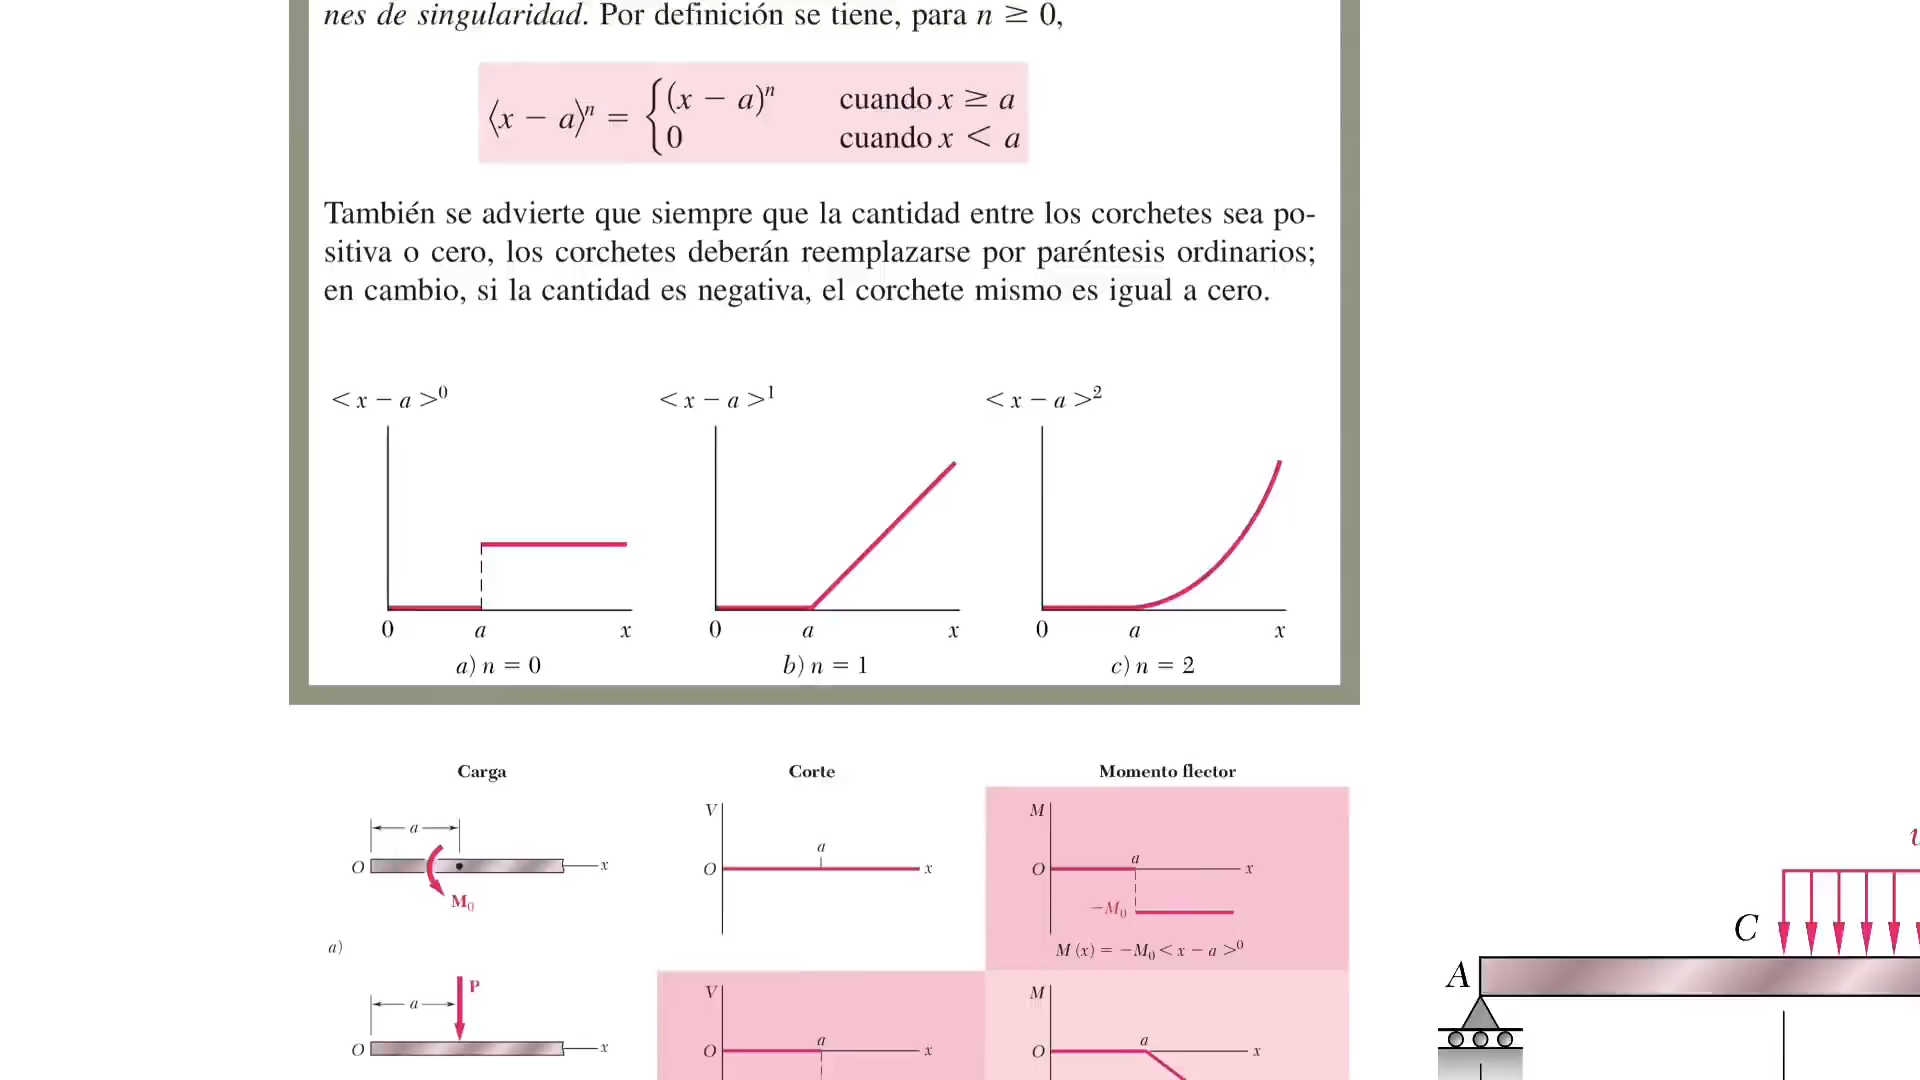 nes de singularidad. Por definición se tiene, para n ≥ 0,
⟨x − a⟩ⁿ = { (x − a)ⁿ cuando x ≥ a
0 cuando x < a
También se advierte que siempre que la cantidad entre los corchetes sea po-
sitiva o cero, los corchetes deberán reemplazarse por paréntesis ordinarios;
en cambio, si la cantidad es negativa, el corchete mismo es igual a cero.
< x − a >⁰ < x − a >¹ < x − a >²
0 a x 0 a x 0 a x
a) n = 0 b) n = 1 c) n = 2
Carga Corte Momento flector
a
O x
M₀
a)
V
a
O x
M
a
O x
−M₀
M (x) = −M₀ < x − a >⁰
P
a
O x
V
a
O x
M
a
O x
C
A